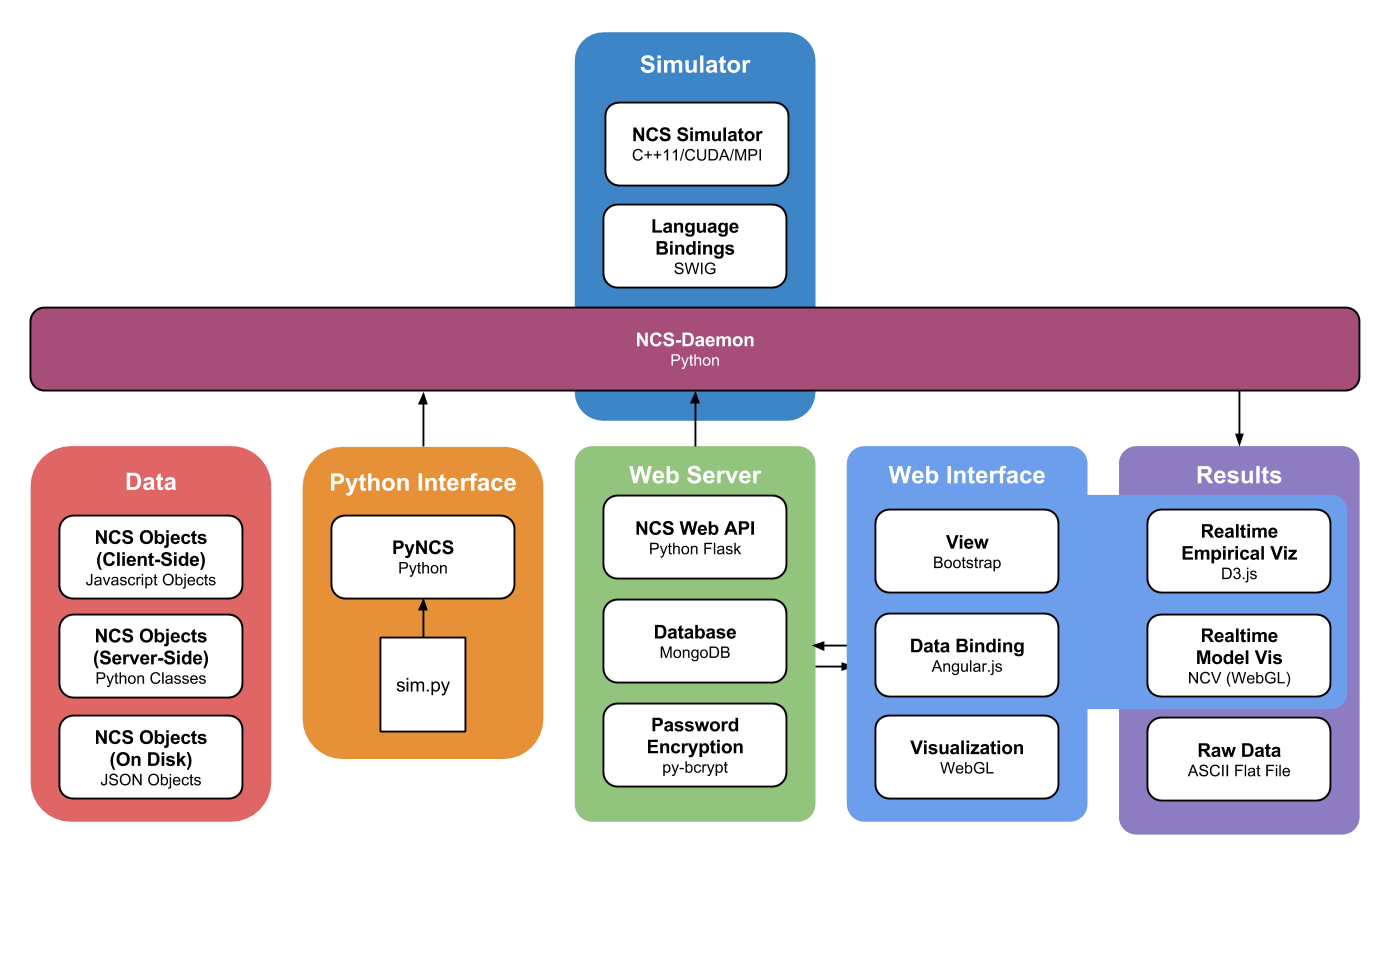 Simulator
NCS Simulator
C++11/CUDA/MPI
Language
Bindings
SWIG
NCS-Daemon
Python
Data
NCS Objects
(Client-Side)
Javascript Objects
NCS Objects
(Server-Side)
Python Classes
NCS Objects
(On Disk)
JSON Objects
Python Interface
PyNCS
Python
sim.py
Web Server
NCS Web API
Python Flask
Database
MongoDB
Password
Encryption
py-bcrypt
Web Interface
View
Bootstrap
Data Binding
Angular.js
Visualization
WebGL
Results
Realtime
Empirical Viz
D3.js
Realtime
Model Vis
NCV (WebGL)
Raw Data
ASCII Flat File